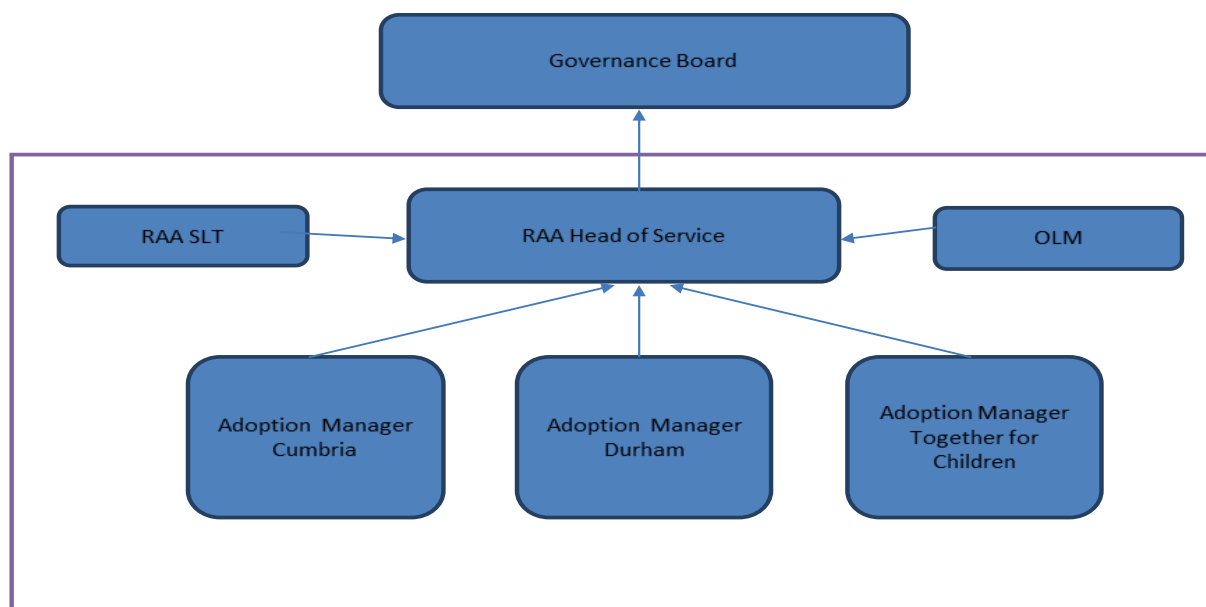 Governance Board
RAA SLT
RAA Head of Service
OLM
Adoption  Manager
Cumbria
Adoption  Manager
Durham
Adoption Manager
Together for
Children